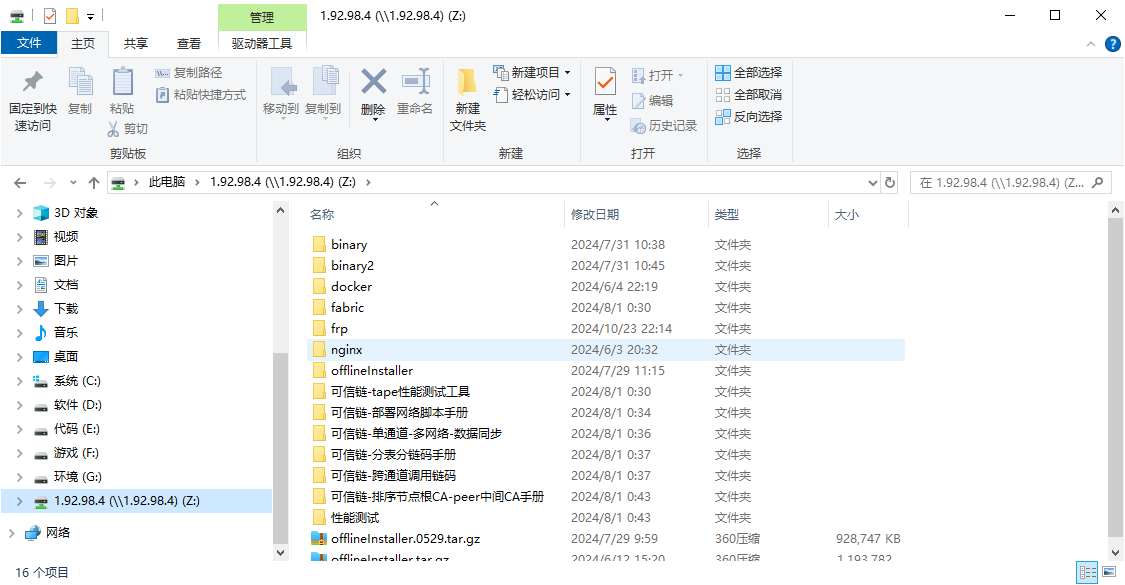 管理
1.92.98.4 (\\1.92.98.4) (Z:)
文件 主页 共享 查看 驱动器工具
固定到快速访问
复制
粘贴
复制路径
粘贴快捷方式
剪切
剪贴板
移动到
复制到
删除
重命名
组织
新建
文件夹
新建项目
轻松访问
新建
属性
打开
编辑
历史记录
打开
全部选择
全部取消
反向选择
选择
此电脑 › 1.92.98.4 (\\1.92.98.4) (Z:) ›
在 1.92.98.4 (\\1.92.98.4) (Z...
3D 对象
视频
图片
文档
下载
音乐
桌面
系统 (C:)
软件 (D:)
代码 (E:)
游戏 (F:)
环境 (G:)
1.92.98.4 (\\1.92.98.4) (Z:)
网络
名称 修改日期 类型 大小
binary 2024/7/31 10:38 文件夹
binary2 2024/7/31 10:45 文件夹
docker 2024/6/4 22:19 文件夹
fabric 2024/8/1 0:30 文件夹
frp 2024/10/23 22:14 文件夹
nginx 2024/6/3 20:32 文件夹
offlineInstaller 2024/7/29 11:15 文件夹
可信链-tape性能测试工具 2024/8/1 0:30 文件夹
可信链-部署网络脚本手册 2024/8/1 0:34 文件夹
可信链-单通道-多网络-数据同步 2024/8/1 0:36 文件夹
可信链-分表分链码手册 2024/8/1 0:37 文件夹
可信链-跨通道调用链码 2024/8/1 0:37 文件夹
可信链-排序节点根CA-peer中间CA手册 2024/8/1 0:43 文件夹
性能测试 2024/8/1 0:43 文件夹
offlineInstaller.0529.tar.gz 2024/7/29 9:59 360压缩 928,747 KB
offlineInstaller.tar.gz 2024/6/12 15:20 360压缩 1,193,782
16 个项目